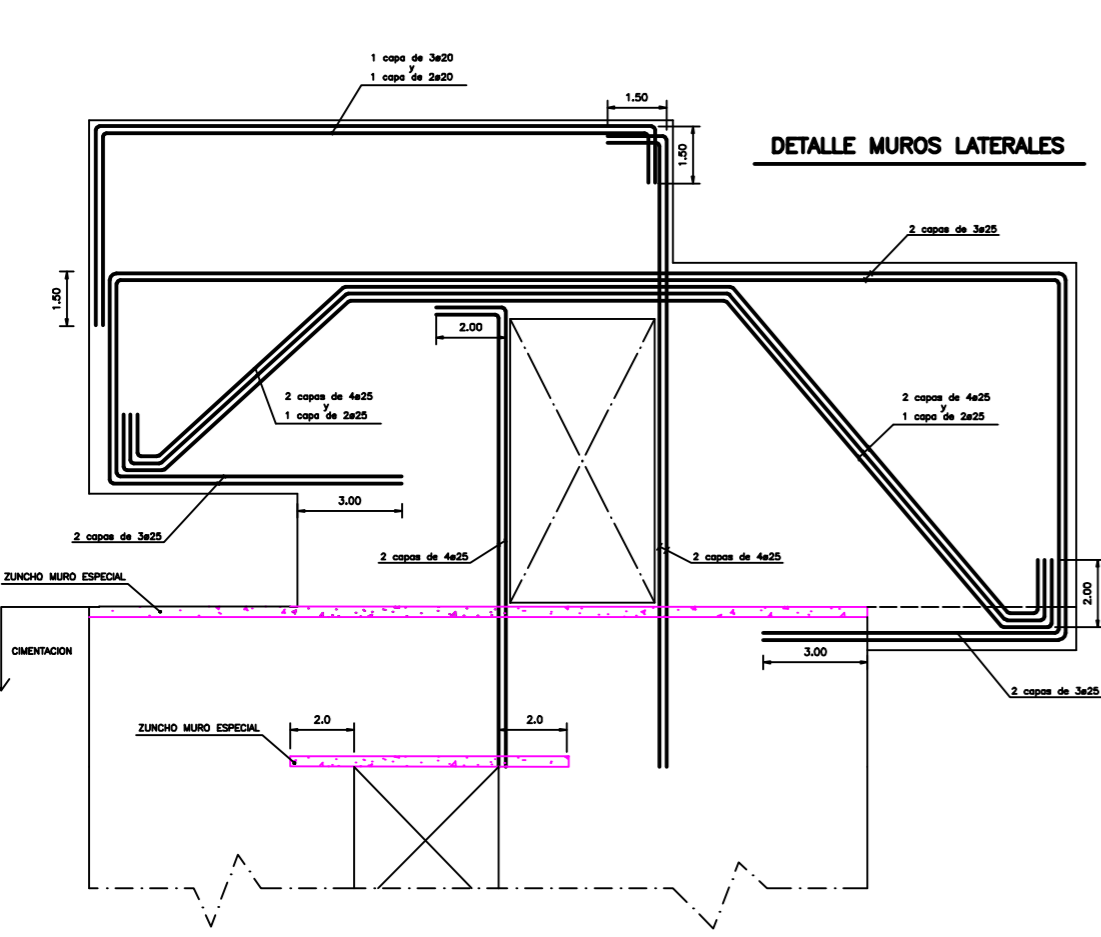 1 capa de 3ø20
y
1 capa de 2ø20
1.50
1.50
DETALLE MUROS LATERALES
2 capas de 3ø25
1.50
2.00
2 capas de 4ø25
y
1 capa de 2ø25
2 capas de 4ø25
y
1 capa de 2ø25
3.00
2 capas de 3ø25
2 capas de 4ø25
2 capas de 4ø25
ZUNCHO MURO ESPECIAL
2.00
CIMENTACION
3.00
2 capas de 3ø25
ZUNCHO MURO ESPECIAL
2.0
2.0